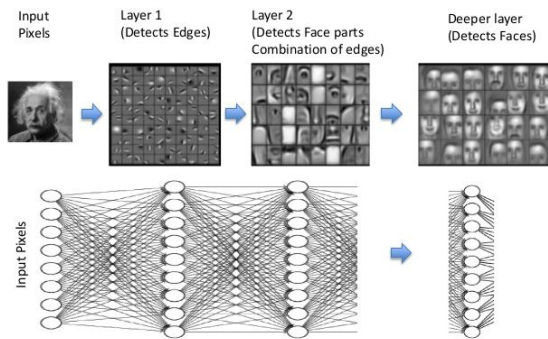 Input
Pixels
Layer 1
(Detects Edges)
Layer 2
(Detects Face parts
Combination of edges)
Deeper layer
(Detects Faces)
Input Pixels